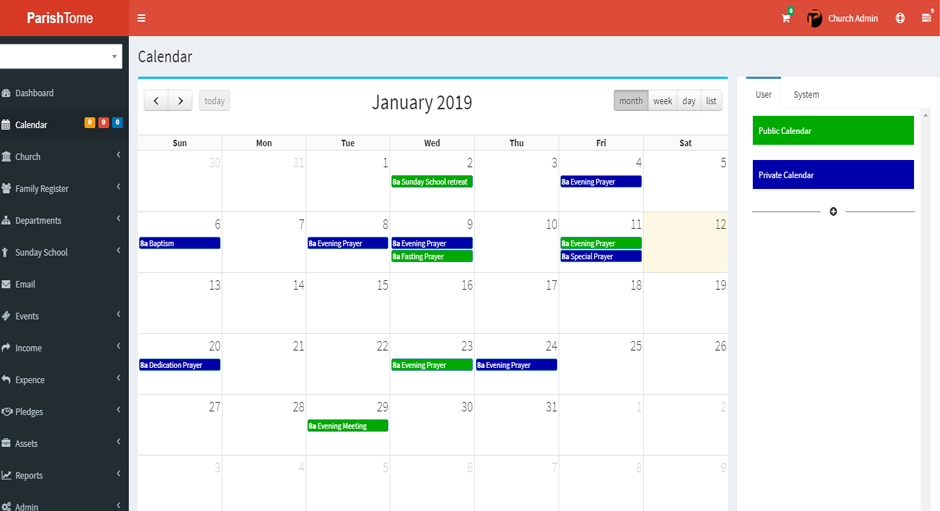 ParishTome
0
Church Admin
9
Calendar
Dashboard
Calendar 0 0 0
Church
Family Register
Departments
Sunday School
Email
Events
Income
Expence
Pledges
Assets
Reports
Admin
today
January 2019
month week day list
Sun Mon Tue Wed Thu Fri Sat
30 31 1 2 3 4 5
8a Sunday School retreat
8a Evening Prayer
6 7 8 9 10 11 12
8a Baptism
8a Evening Prayer
8a Evening Prayer
8a Evening Prayer
8a Fasting Prayer
8a Special Prayer
13 14 15 16 17 18 19
20 21 22 23 24 25 26
8a Dedication Prayer
8a Evening Prayer
8a Evening Prayer
27 28 29 30 31 1 2
8a Evening Meeting
3 4 5 6 7 8 9
User System
Public Calendar
Private Calendar